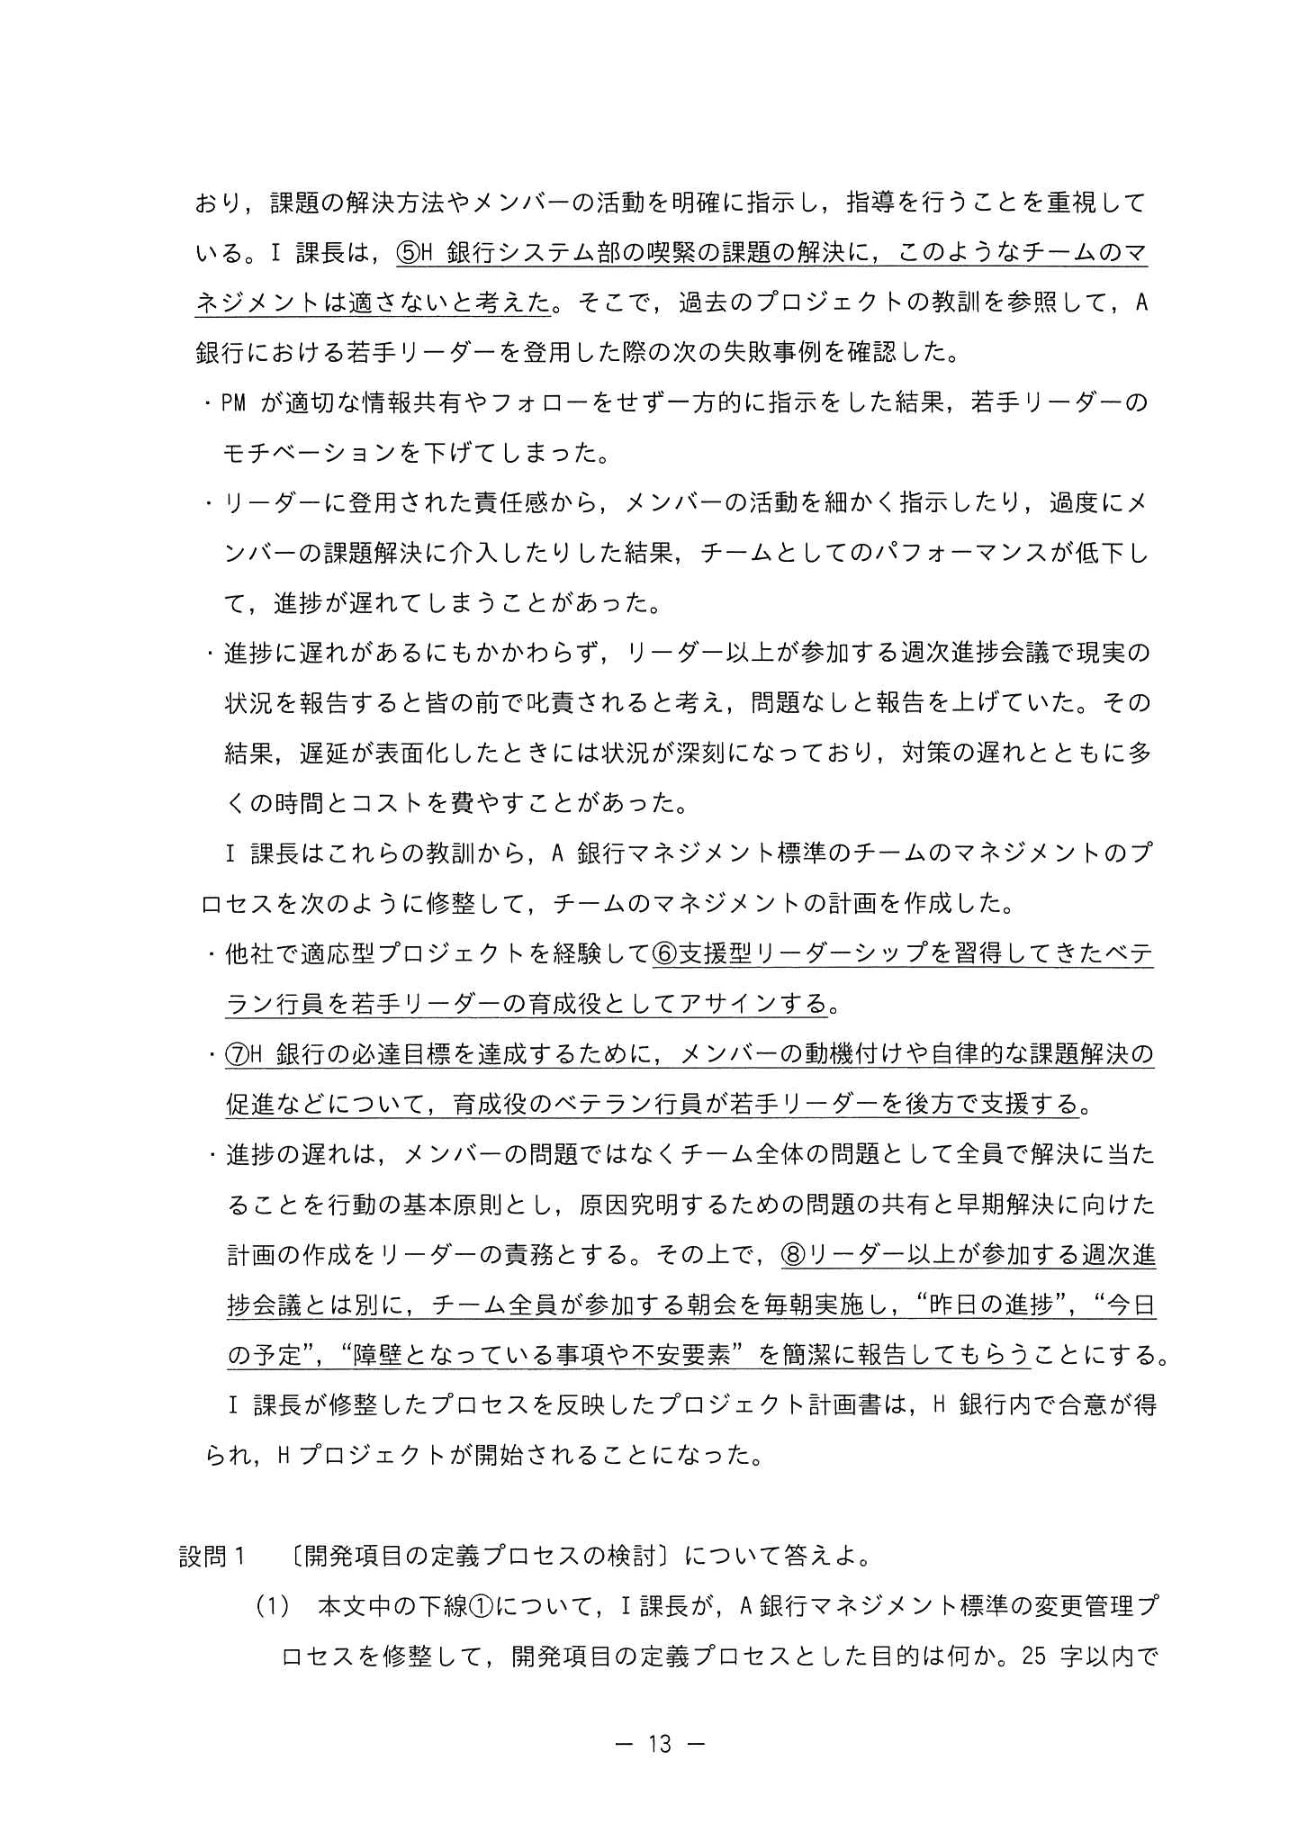 おり，課題の解決方法やメンバーの活動を明確に指示し，指導を行うことを重視して
いる。I 課長は，⑤H 銀行システム部の喫緊の課題の解決に，このようなチームのマ
ネジメントは適さないと考えた。そこで，過去のプロジェクトの教訓を参照して，A
銀行における若手リーダーを登用した際の次の失敗事例を確認した。
・PM が適切な情報共有やフォローをせず一方的に指示をした結果，若手リーダーの
モチベーションを下げてしまった。
・リーダーに登用された責任感から，メンバーの活動を細かく指示したり，過度にメ
ンバーの課題解決に介入したりした結果，チームとしてのパフォーマンスが低下し
て，進捗が遅れてしまうことがあった。
・進捗に遅れがあるにもかかわらず，リーダー以上が参加する週次進捗会議で現実の
状況を報告すると皆の前で叱責されると考え，問題なしと報告を上げていた。その
結果，遅延が表面化したときには状況が深刻になっており，対策の遅れとともに多
くの時間とコストを費やすことがあった。
I 課長はこれらの教訓から，A 銀行マネジメント標準のチームのマネジメントのプ
ロセスを次のように修整して，チームのマネジメントの計画を作成した。
・他社で適応型プロジェクトを経験して⑥支援型リーダーシップを習得してきたベテ
ラン行員を若手リーダーの育成役としてアサインする。
・⑦H 銀行の必達目標を達成するために，メンバーの動機付けや自律的な課題解決の
促進などについて，育成役のベテラン行員が若手リーダーを後方で支援する。
・進捗の遅れは，メンバーの問題ではなくチーム全体の問題として全員で解決に当た
ることを行動の基本原則とし，原因究明するための問題の共有と早期解決に向けた
計画の作成をリーダーの責務とする。その上で，⑧リーダー以上が参加する週次進
捗会議とは別に，チーム全員が参加する朝会を毎朝実施し，“昨日の進捗”，“今日
の予定”，“障壁となっている事項や不安要素”を簡潔に報告してもらうことにする。
I 課長が修整したプロセスを反映したプロジェクト計画書は，H 銀行内で合意が得
られ，H プロジェクトが開始されることになった。
設問1 〔開発項目の定義プロセスの検討〕について答えよ。
(1) 本文中の下線①について，I 課長が，A 銀行マネジメント標準の変更管理プ
ロセスを修整して，開発項目の定義プロセスとした目的は何か。25 字以内で
－ 13 －